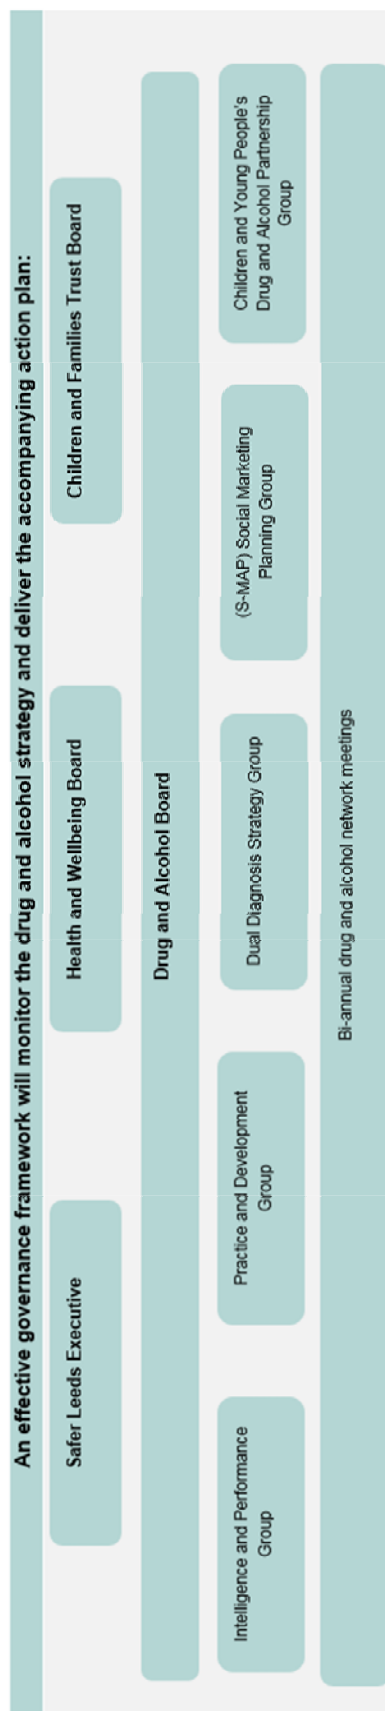 An effective governance framework will monitor the drug and alcohol strategy and deliver the accompanying action plan:
Safer Leeds Executive
Health and Wellbeing Board
Children and Families Trust Board
Drug and Alcohol Board
Intelligence and Performance
Group
Practice and Development
Group
Dual Diagnosis Strategy Group
(S-MAP) Social Marketing
Planning Group
Children and Young People's
Drug and Alcohol Partnership
Group
Bi-annual drug and alcohol network meetings